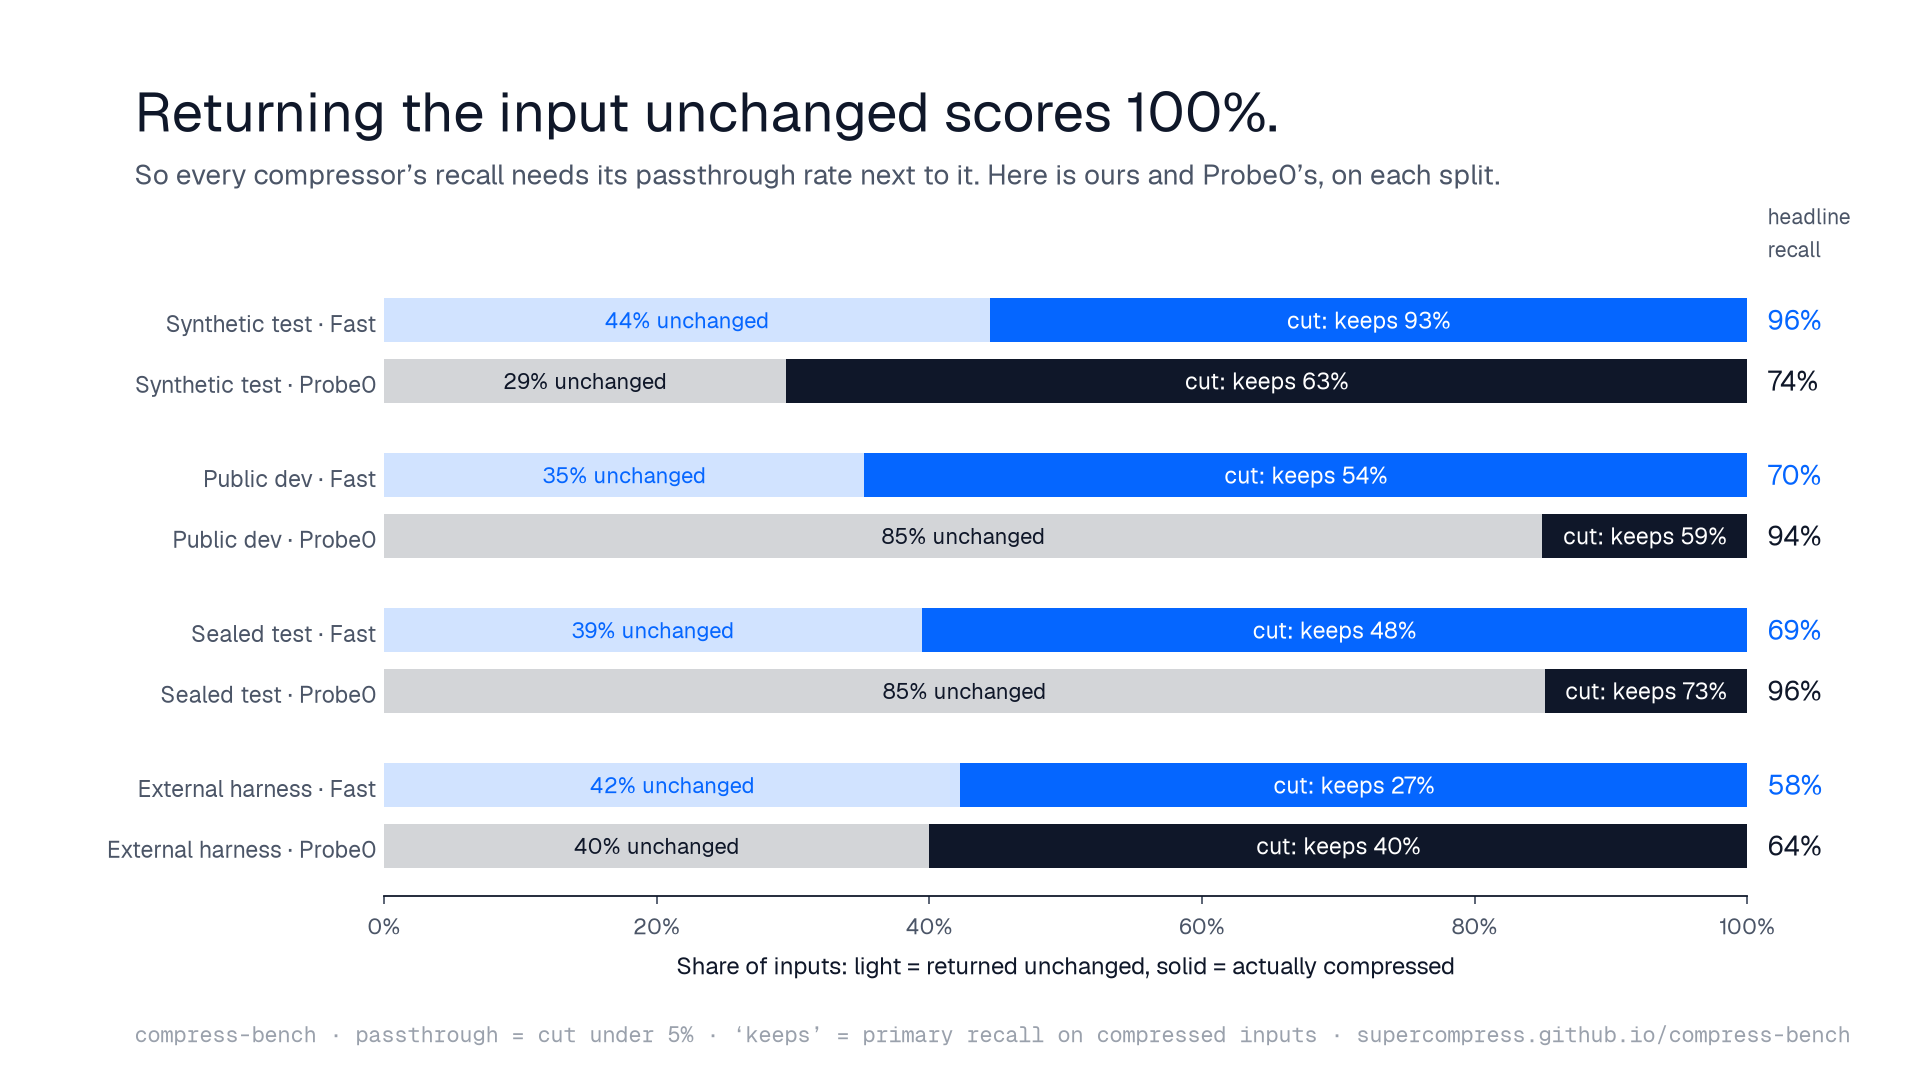 Returning the input unchanged scores 100%.
So every compressor’s recall needs its passthrough rate next to it. Here is ours and Probe0’s, on each split.
headline
recall
Synthetic test · Fast 44% unchanged cut: keeps 93% 96%
Synthetic test · Probe0 29% unchanged cut: keeps 63% 74%
Public dev · Fast 35% unchanged cut: keeps 54% 70%
Public dev · Probe0 85% unchanged cut: keeps 59% 94%
Sealed test · Fast 39% unchanged cut: keeps 48% 69%
Sealed test · Probe0 85% unchanged cut: keeps 73% 96%
External harness · Fast 42% unchanged cut: keeps 27% 58%
External harness · Probe0 40% unchanged cut: keeps 40% 64%
0% 20% 40% 60% 80% 100%
Share of inputs: light = returned unchanged, solid = actually compressed
compress-bench · passthrough = cut under 5% · ‘keeps’ = primary recall on compressed inputs · supercompress.github.io/compress-bench